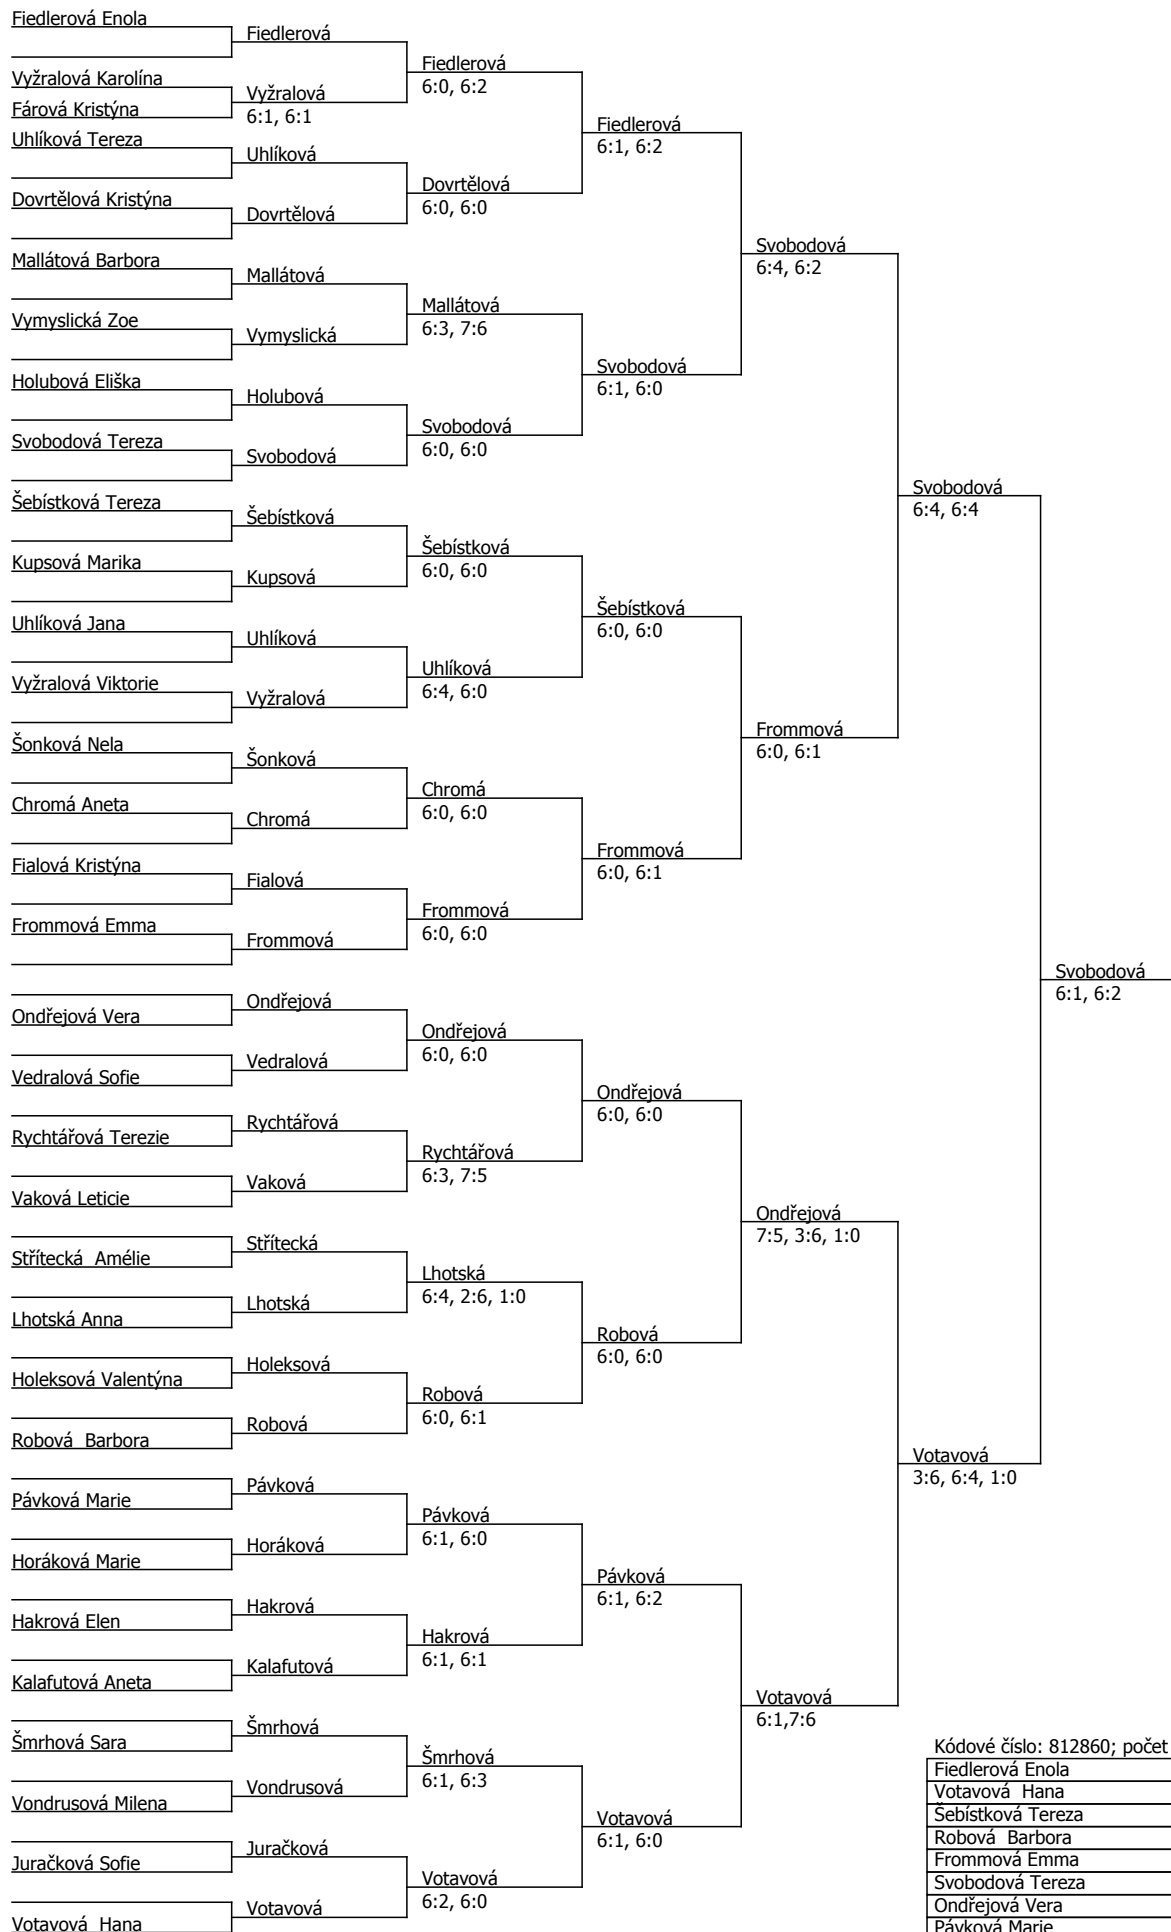 Fiedlerová Enola
Vyžralová Karolína
Fárová Kristýna
Uhlíková Tereza
Dovrtělová Kristýna
Mallátová Barbora
Vymyslická Zoe
Holubová Eliška
Svobodová Tereza
Šebístková Tereza
Kupsová Marika
Uhlíková Jana
Vyžralová Viktorie
Šonková Nela
Chromá Aneta
Fialová Kristýna
Frommová Emma
Ondřejová Vera
Vedralová Sofie
Rychtářová Terezie
Vaková Leticie
Střítecká  Amélie
Lhotská Anna
Holeksová Valentýna
Robová  Barbora
Pávková Marie
Horáková Marie
Hakrová Elen
Kalafutová Aneta
Šmrhová Sara
Vondrusová Milena
Juračková Sofie
Votavová  Hana
Fiedlerová
Vyžralová
6:1, 6:1
Uhlíková
Dovrtělová
Mallátová
Vymyslická
Holubová
Svobodová
Šebístková
Kupsová
Uhlíková
Vyžralová
Šonková
Chromá
Fialová
Frommová
Ondřejová
Vedralová
Rychtářová
Vaková
Střítecká
Lhotská
Holeksová
Robová
Pávková
Horáková
Hakrová
Kalafutová
Šmrhová
Vondrusová
Juračková
Votavová
Fiedlerová
6:0, 6:2
Dovrtělová
6:0, 6:0
Mallátová
6:3, 7:6
Svobodová
6:0, 6:0
Šebístková
6:0, 6:0
Uhlíková
6:4, 6:0
Chromá
6:0, 6:0
Frommová
6:0, 6:0
Ondřejová
6:0, 6:0
Rychtářová
6:3, 7:5
Lhotská
6:4, 2:6, 1:0
Robová
6:0, 6:1
Pávková
6:1, 6:0
Hakrová
6:1, 6:1
Šmrhová
6:1, 6:3
Votavová
6:2, 6:0
Fiedlerová
6:1, 6:2
Svobodová
6:1, 6:0
Šebístková
6:0, 6:0
Frommová
6:0, 6:1
Ondřejová
6:0, 6:0
Robová
6:0, 6:0
Pávková
6:1, 6:2
Votavová
6:1, 6:0
Svobodová
6:4, 6:2
Frommová
6:0, 6:1
Ondřejová
7:5, 3:6, 1:0
Votavová
6:1,7:6
Svobodová
6:4, 6:4
Votavová
3:6, 6:4, 1:0
Svobodová
6:1, 6:2
Kódové číslo: 812860; počet
Fiedlerová Enola
Votavová  Hana
Šebístková Tereza
Robová  Barbora
Frommová Emma
Svobodová Tereza
Ondřejová Vera
Pávková Marie